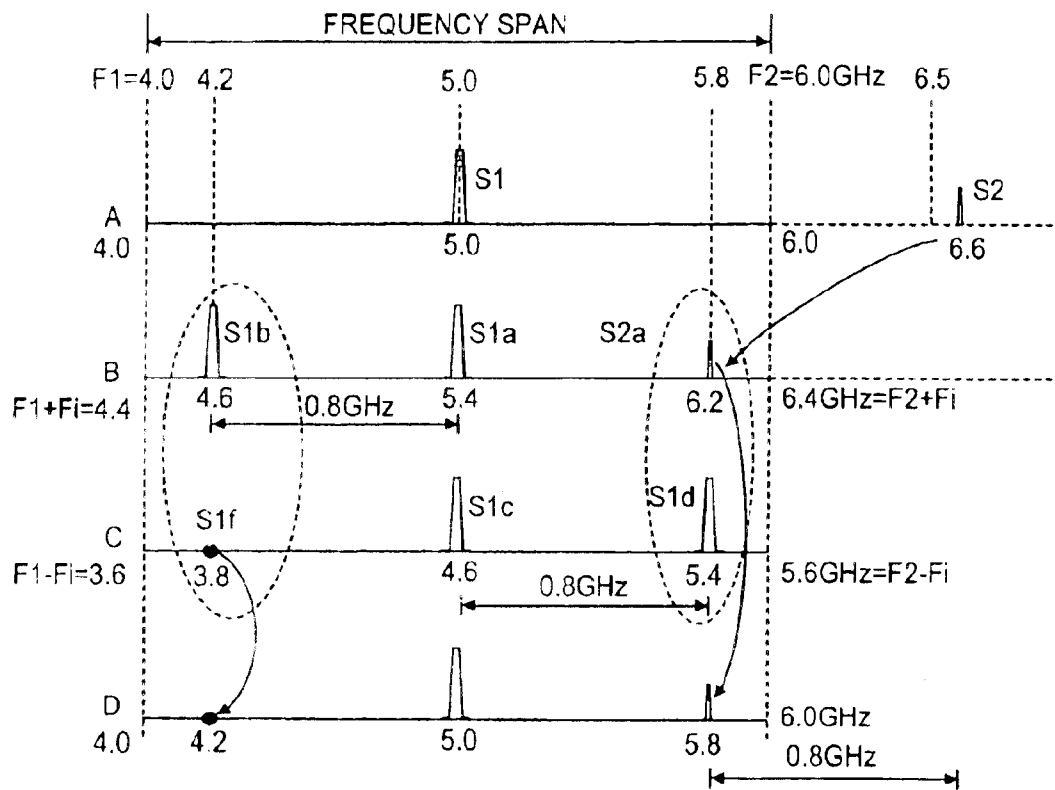 FREQUENCY SPAN
F1=4.0 4.2 5.0 5.8 F2=6.0GHz 6.5
S1 S2
A
4.0 5.0 6.0 6.6
S1b S1a S2a
B
F1+Fi=4.4 4.6 0.8GHz 5.4 6.2 6.4GHz=F2+Fi
S1f S1c S1d
C
F1-Fi=3.6 3.8 4.6 5.4 5.6GHz=F2-Fi
0.8GHz
D
4.0 4.2 5.0 5.8 6.0GHz
0.8GHz